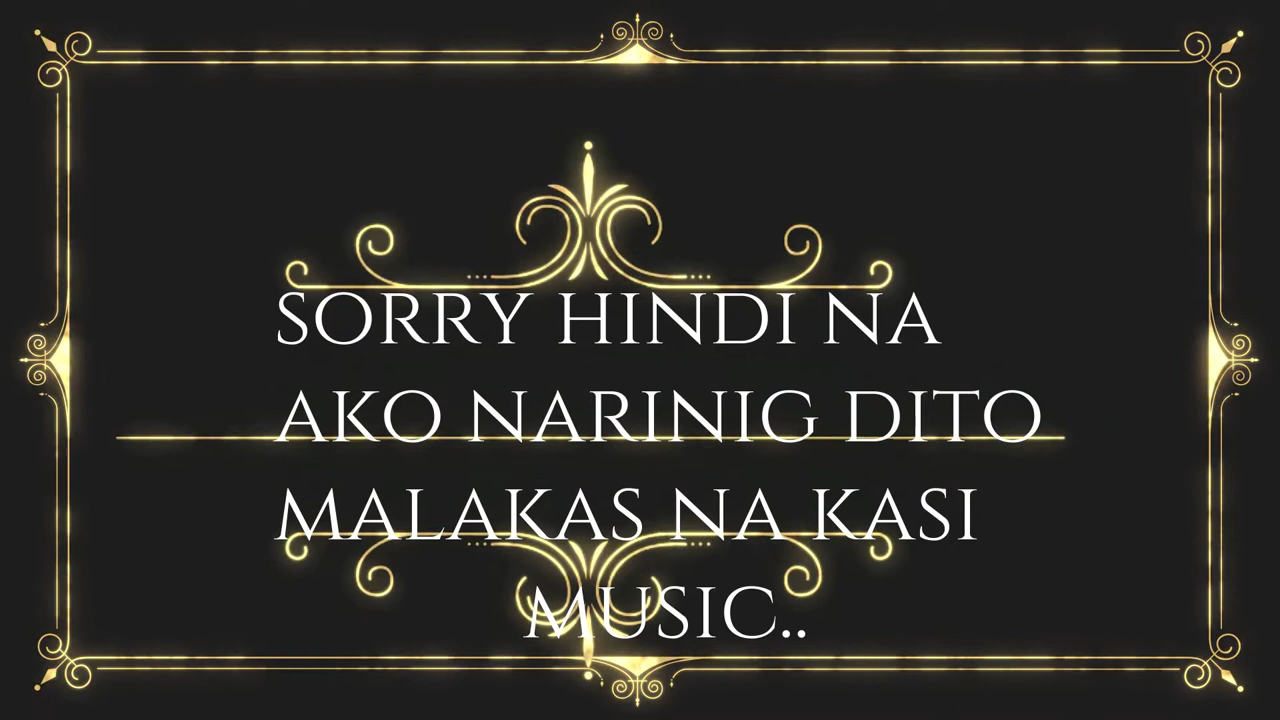 SORRY HINDI NA
AKO NARINIG DITO
MALAKAS NA KASI
MUSIC..